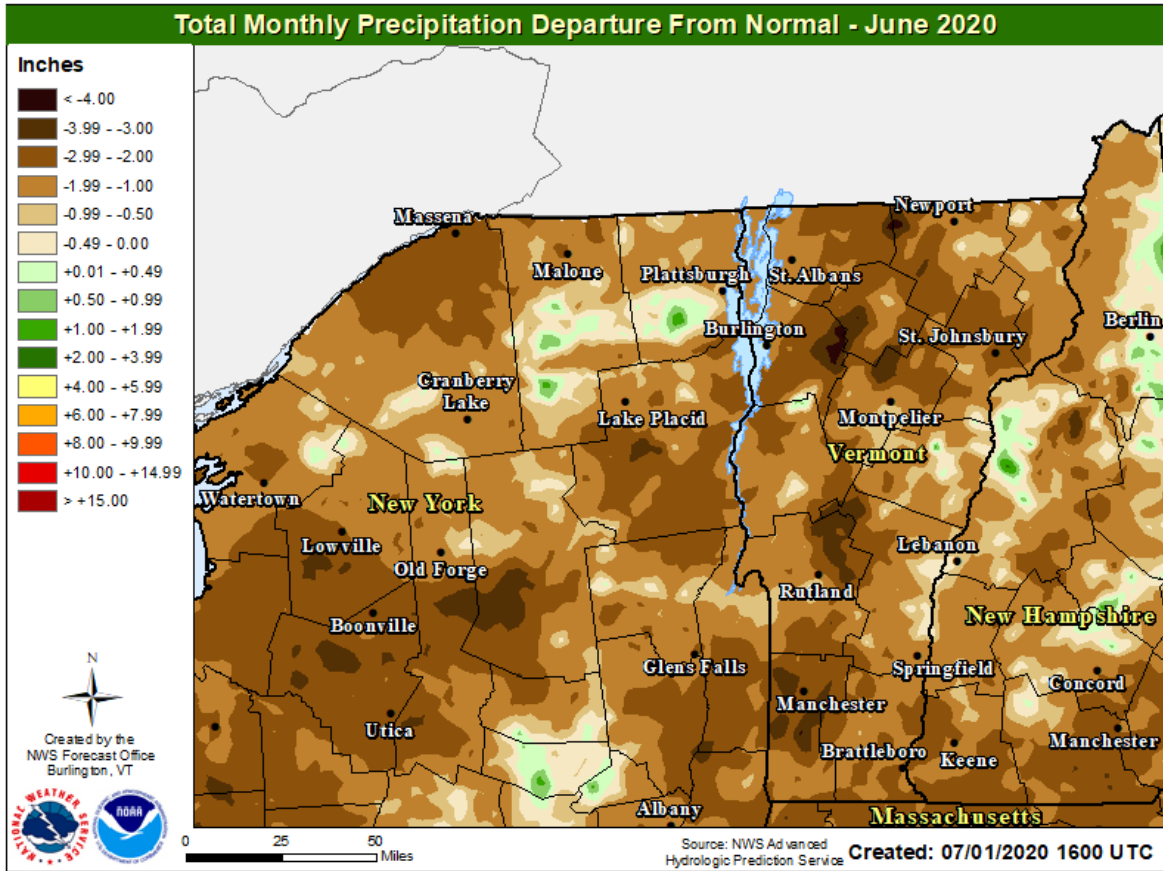 Total Monthly Precipitation Departure From Normal - June 2020
Inches
< -4.00
-3.99 - -3.00
-2.99 - -2.00
-1.99 - -1.00
-0.99 - -0.50
-0.49 - 0.00
+0.01 - +0.49
+0.50 - +0.99
+1.00 - +1.99
+2.00 - +3.99
+4.00 - +5.99
+6.00 - +7.99
+8.00 - +9.99
+10.00 - +14.99
> +15.00
Massena
Newport
Malone
Plattsburgh
St. Albans
Burlington
St. Johnsbury
Berlin
Cranberry
Lake
Lake Placid
Montpelier
Vermont
Watertown
New York
Lowville
Old Forge
Lebanon
Rutland
Boonville
New Hampshire
Glens Falls
Springfield
Concord
Manchester
Utica
Brattleboro
Keene
Manchester
Albany
Massachusetts
N
Created by the
NWS Forecast Office
Burlington, VT
NATIONAL WEATHER SERVICE
NOAA
0 25 50
Miles
Source: NWS Advanced
Hydrologic Prediction Service
Created: 07/01/2020 1600 UTC